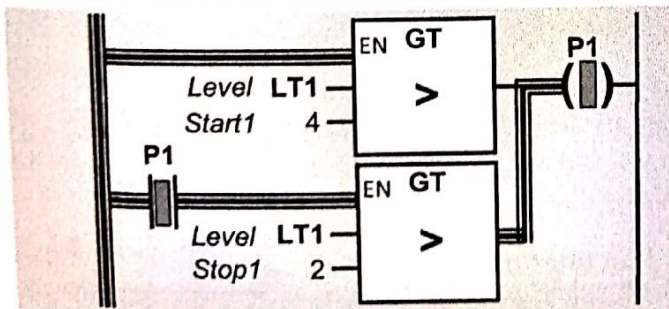 EN GT P1
Level LT1
>
Start1 4
P1
EN GT
Level LT1
>
Stop1 2